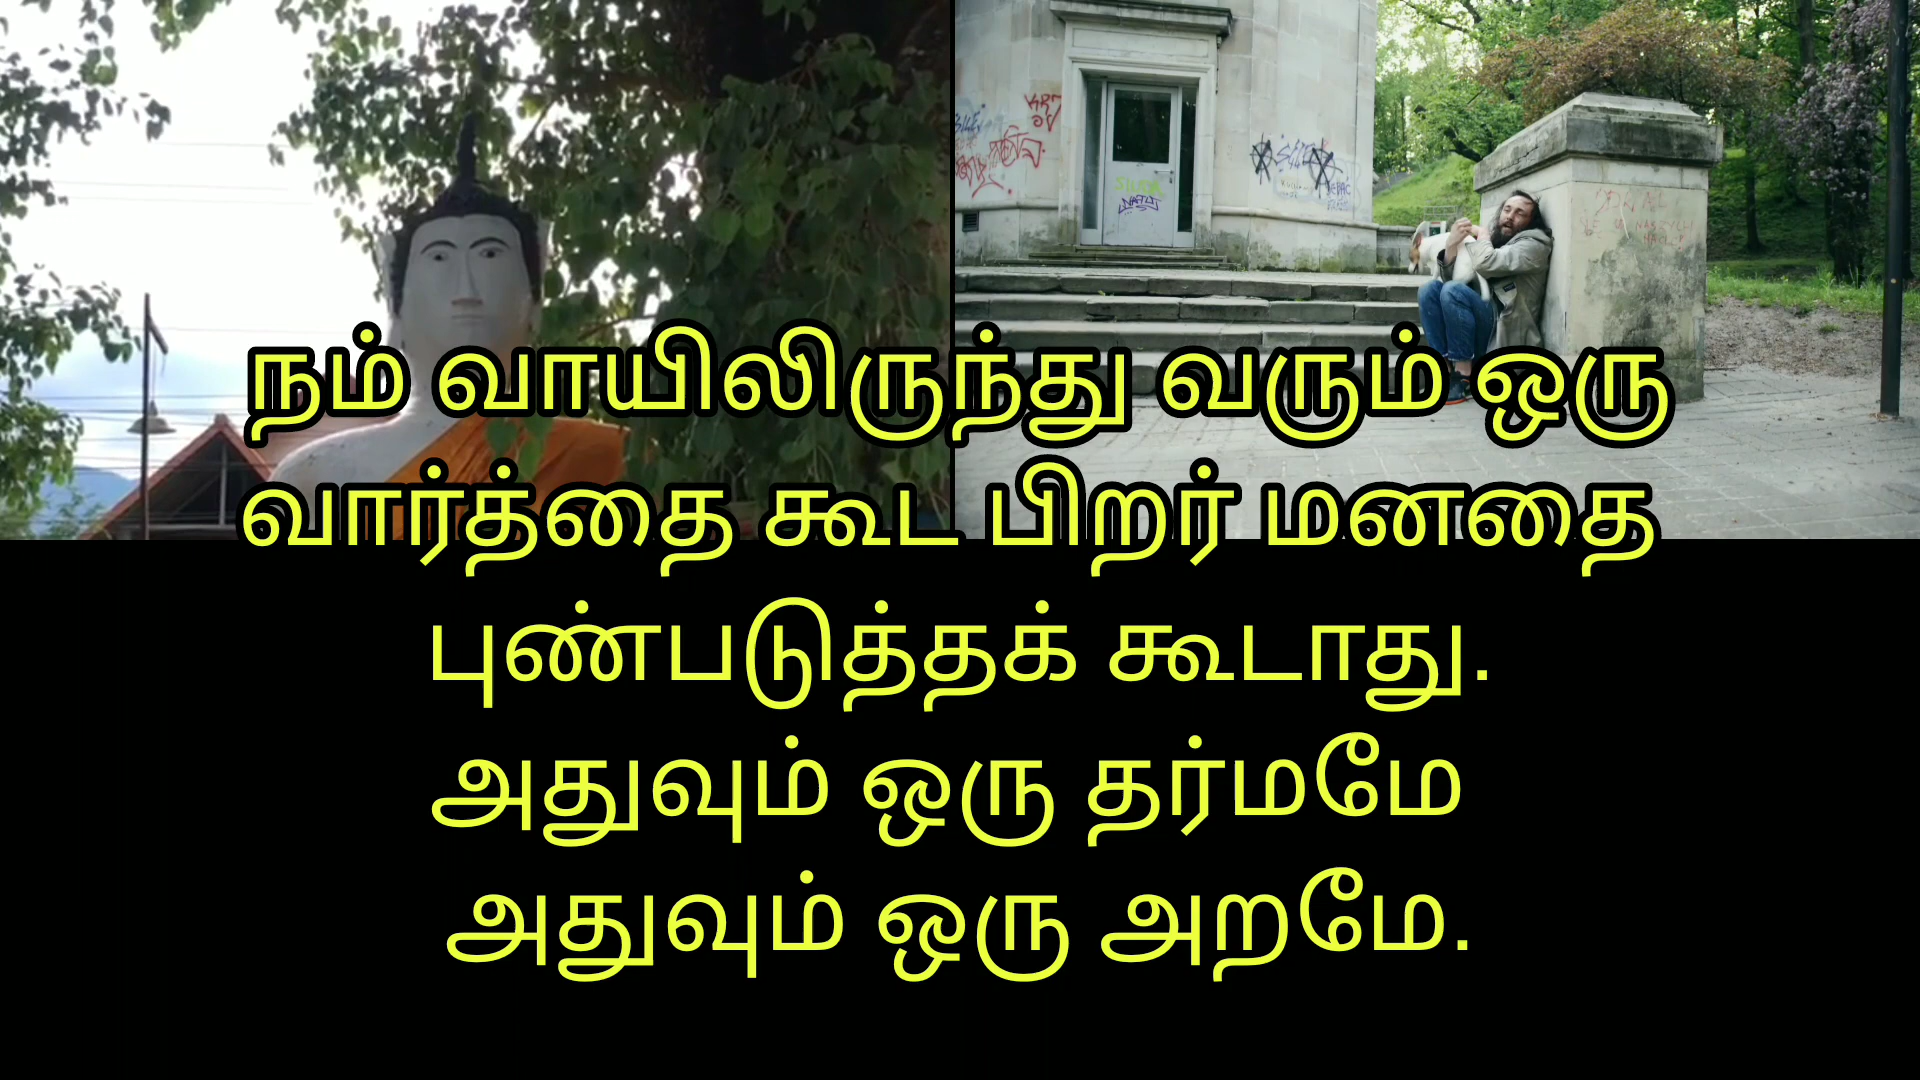 நம் வாயிலிருந்து வரும் ஒரு
வார்த்தை கூட பிறர் மனதை
புண்படுத்தக் கூடாது.
அதுவும் ஒரு தர்மமே
அதுவும் ஒரு அறமே.